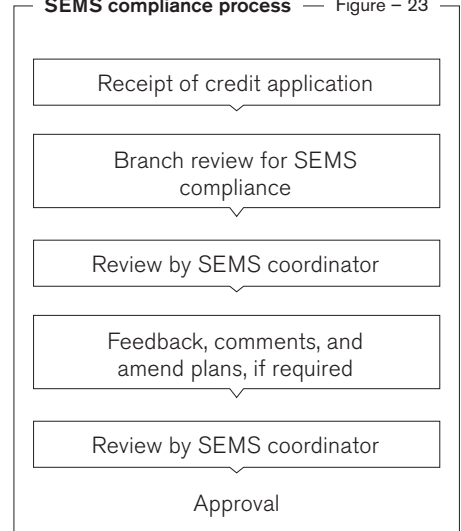 SEMS compliance process — Figure – 23
Receipt of credit application
Branch review for SEMS
compliance
Review by SEMS coordinator
Feedback, comments, and
amend plans, if required
Review by SEMS coordinator
Approval